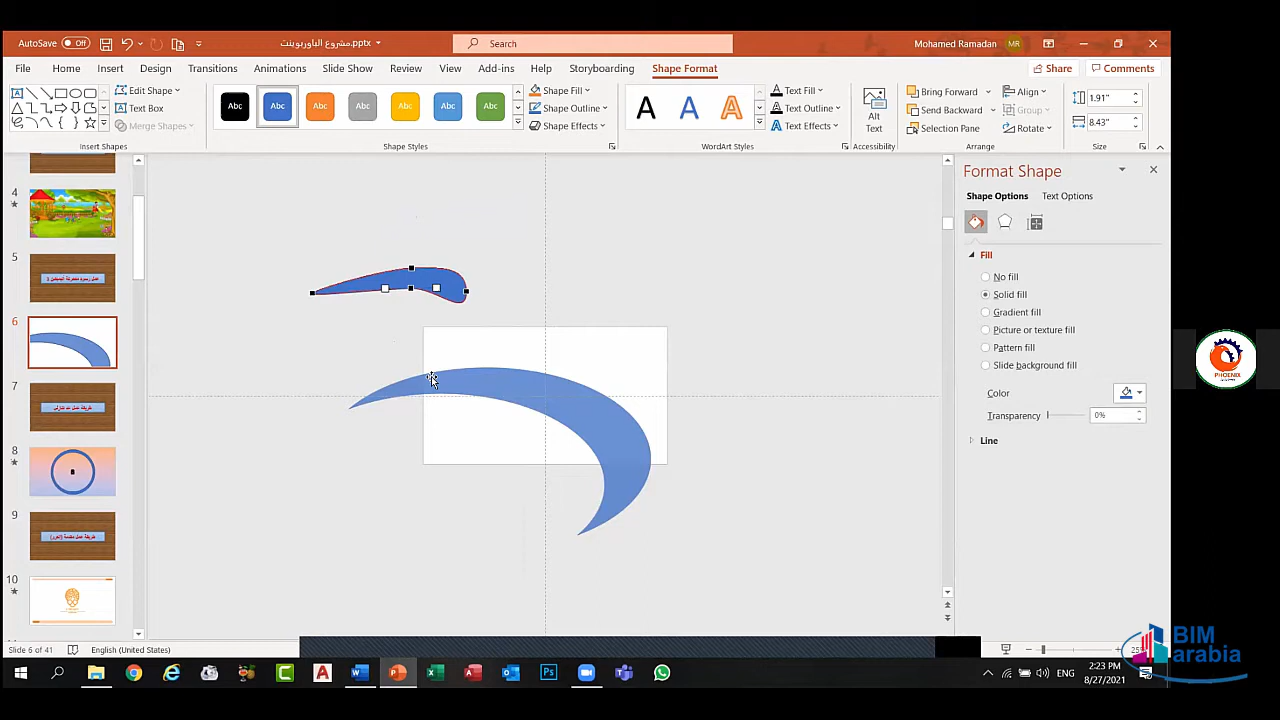 AutoSave Off
مشروع الباوربوينت.pptx
Search
Mohamed Ramadan MR
File Home Insert Design Transitions Animations Slide Show Review View Add-ins Help Storyboarding Shape Format Share Comments
Edit Shape
Text Box
Merge Shapes
Insert Shapes
Abc Abc Abc Abc Abc Abc Abc
Shape Fill
Shape Outline
Shape Effects
Shape Styles
A A A
Text Fill
Text Outline
Text Effects
WordArt Styles
Alt
Text
Accessibility
Bring Forward
Send Backward
Selection Pane
Align
Group
Rotate
Arrange
1.91"
8.43"
Size
4
5
6
7
8
9
10
Format Shape
Shape Options Text Options
Fill
No fill
Solid fill
Gradient fill
Picture or texture fill
Pattern fill
Slide background fill
Color
Transparency 0%
Line
PHOENIX
BIM
arabia
Slide 6 of 41 English (United States)
ENG
2:23 PM
8/27/2021